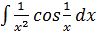 ∫ 1/x² cos 1/x dx